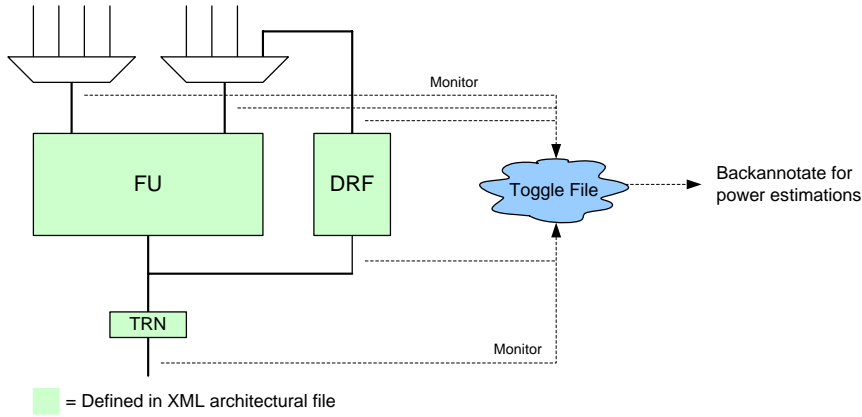 Monitor
FU
DRF
Toggle File
Backannotate for
power estimations
TRN
Monitor
= Defined in XML architectural file